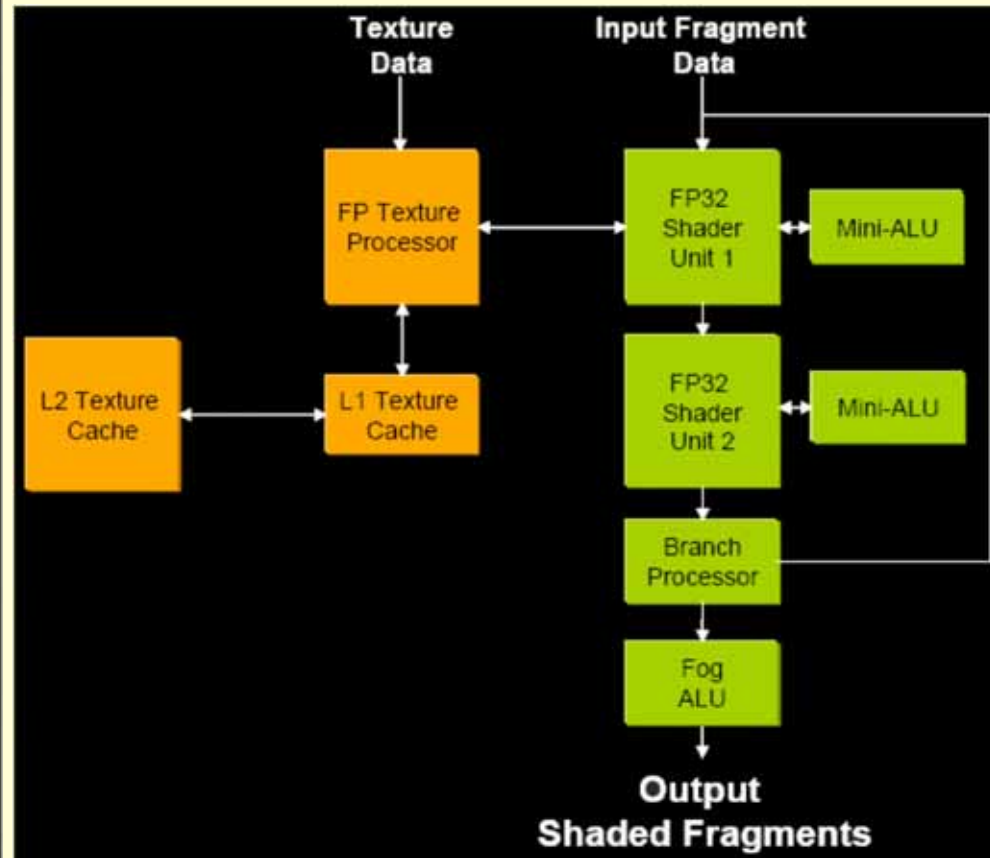 Texture
Data
Input Fragment
Data
FP Texture
Processor
FP32
Shader
Unit 1
Mini-ALU
L2 Texture
Cache
L1 Texture
Cache
FP32
Shader
Unit 2
Mini-ALU
Branch
Processor
Fog
ALU
Output
Shaded Fragments